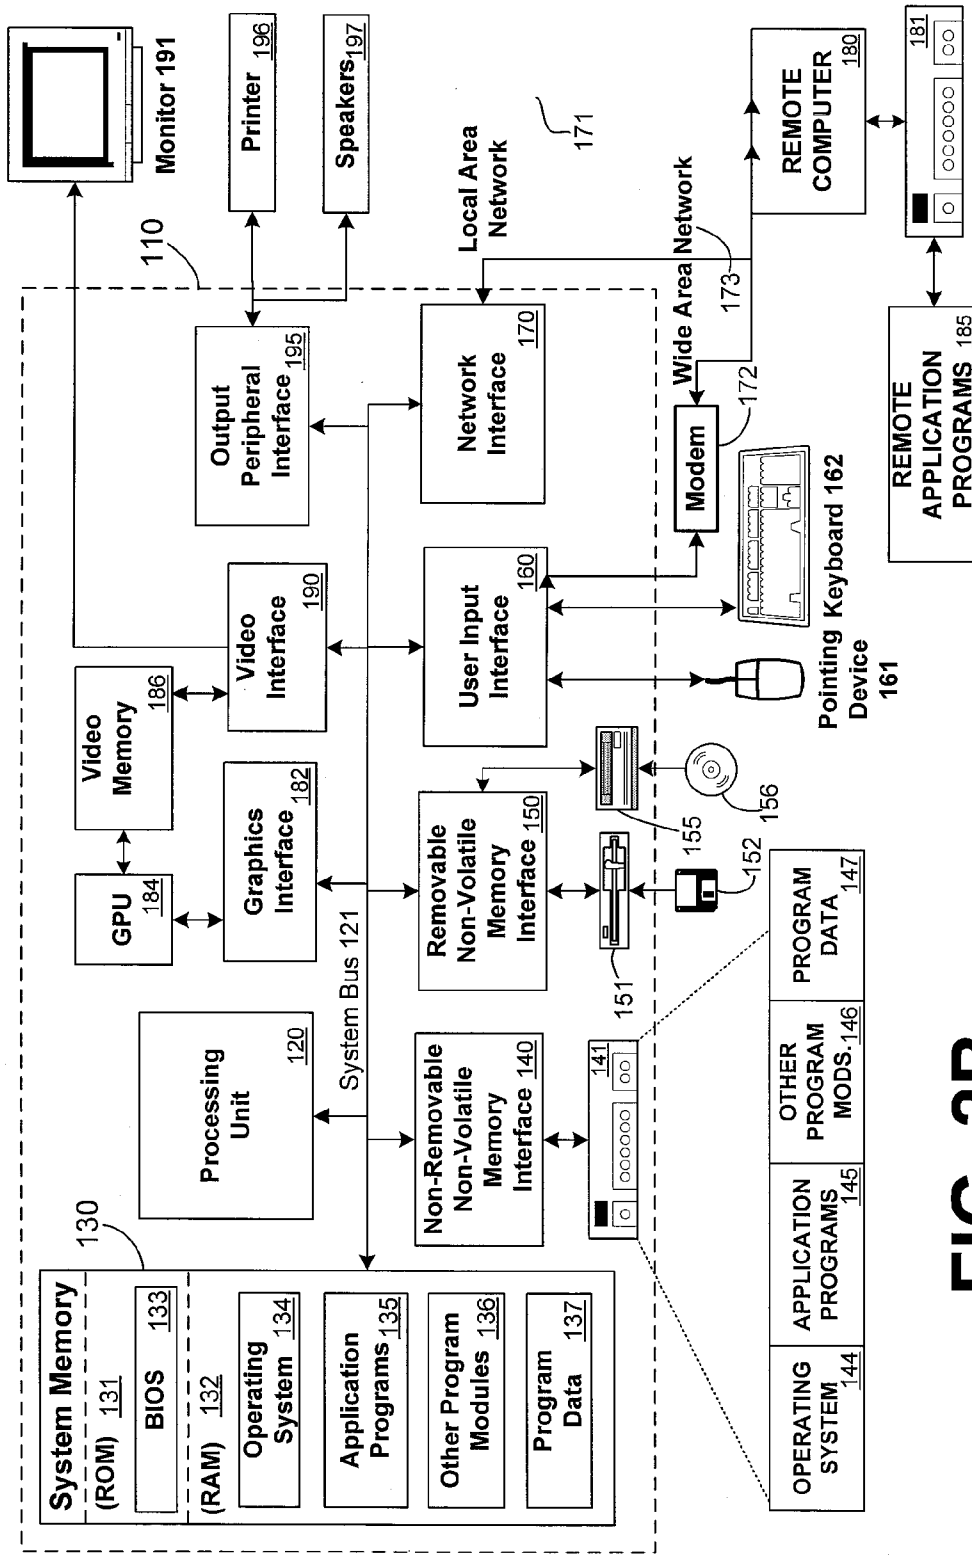 System Memory
130
(ROM) 131
BIOS 133
(RAM) 132
Operating
System 134
Application
Programs 135
Other Program
Modules 136
Program
Data 137
Processing
Unit
120
System Bus 121
GPU
184
Video
Memory
186
Graphics
Interface
182
Video
Interface
190
Output
Peripheral
Interface 195
110
Monitor 191
Printer
196
Speakers 197
Non-Removable
Non-Volatile
Memory
Interface 140
Removable
Non-Volatile
Memory
Interface 150
User Input
Interface
160
Network
Interface
170
Local Area
Network
171
Wide Area Network
173
Modem
172
141
151
152
155
156
Pointing
Device
161
Keyboard 162
REMOTE
COMPUTER
180
181
REMOTE
APPLICATION
PROGRAMS 185
OPERATING
SYSTEM 144
APPLICATION
PROGRAMS 145
OTHER
PROGRAM
MODS. 146
PROGRAM
DATA 147
FIG.